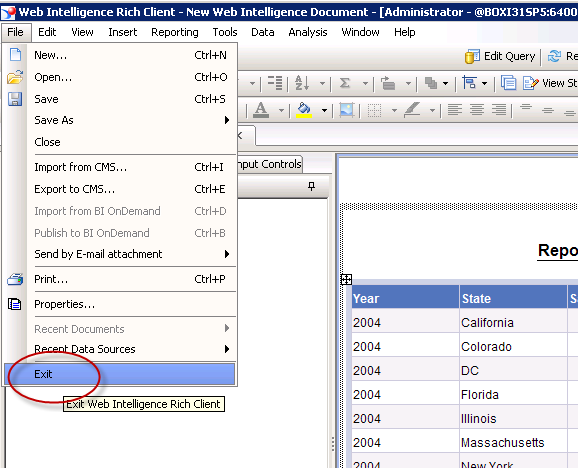 Web Intelligence Rich Client - New Web Intelligence Document - [Administrator - @BOXI31SP5:6400
File Edit View Insert Reporting Tools Data Analysis Window Help
Edit Query
View
New... Ctrl+N
Open... Ctrl+O
Save Ctrl+S
Save As
Close
Input Controls
Import from CMS... Ctrl+I
Export to CMS... Ctrl+E
Import from BI OnDemand Ctrl+D
Publish to BI OnDemand Ctrl+B
Send by E-mail attachment
Print... Ctrl+P
Properties...
Recent Documents
Recent Data Sources
Exit
Exit Web Intelligence Rich Client
Repo
Year State S
2004 California
2004 Colorado
2004 DC
2004 Florida
2004 Illinois
2004 Massachusetts
2004 New York